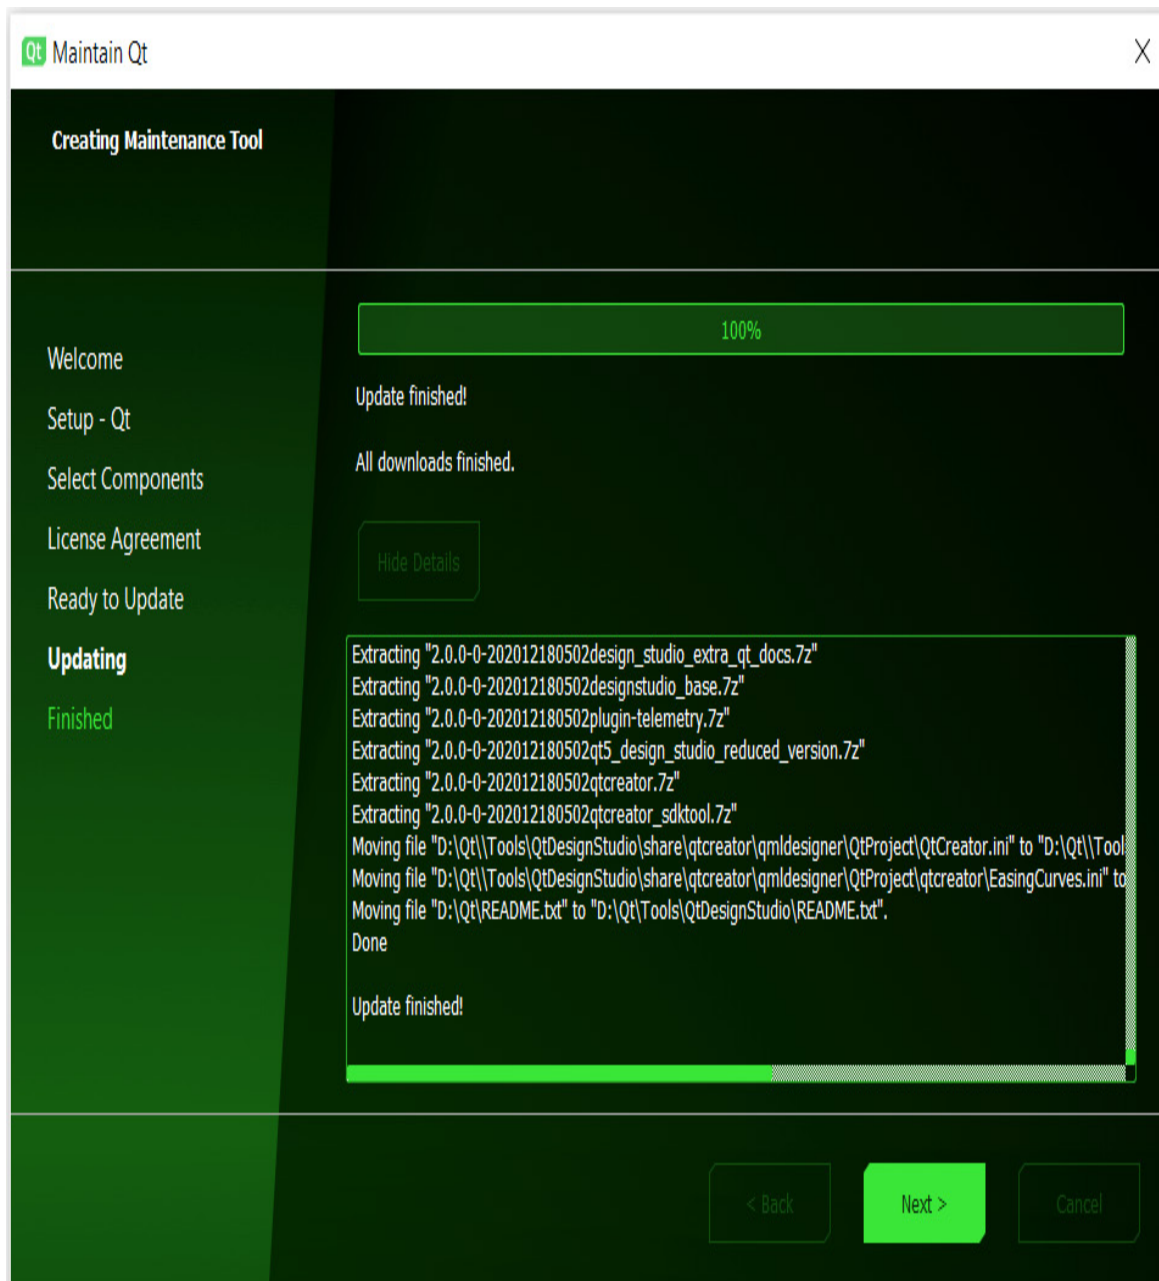 Qt Maintain Qt X
Creating Maintenance Tool
Welcome
Setup - Qt
Select Components
License Agreement
Ready to Update
Updating
Finished
100%
Update finished!
All downloads finished.
Hide Details
Extracting "2.0.0-0-202012180502design_studio_extra_qt_docs.7z"
Extracting "2.0.0-0-202012180502designstudio_base.7z"
Extracting "2.0.0-0-202012180502plugin-telemetry.7z"
Extracting "2.0.0-0-202012180502qt5_design_studio_reduced_version.7z"
Extracting "2.0.0-0-202012180502qtcreator.7z"
Extracting "2.0.0-0-202012180502qtcreator_sdktool.7z"
Moving file "D:\Qt\\Tools\QtDesignStudio\share\qtcreator\qmldesigner\QtProject\QtCreator.ini" to "D:\Qt\\Tool
Moving file "D:\Qt\\Tools\QtDesignStudio\share\qtcreator\qmldesigner\QtProject\qtcreator\EasingCurves.ini" to
Moving file "D:\Qt\README.txt" to "D:\Qt\Tools\QtDesignStudio\README.txt".
Done
Update finished!
< Back Next > Cancel